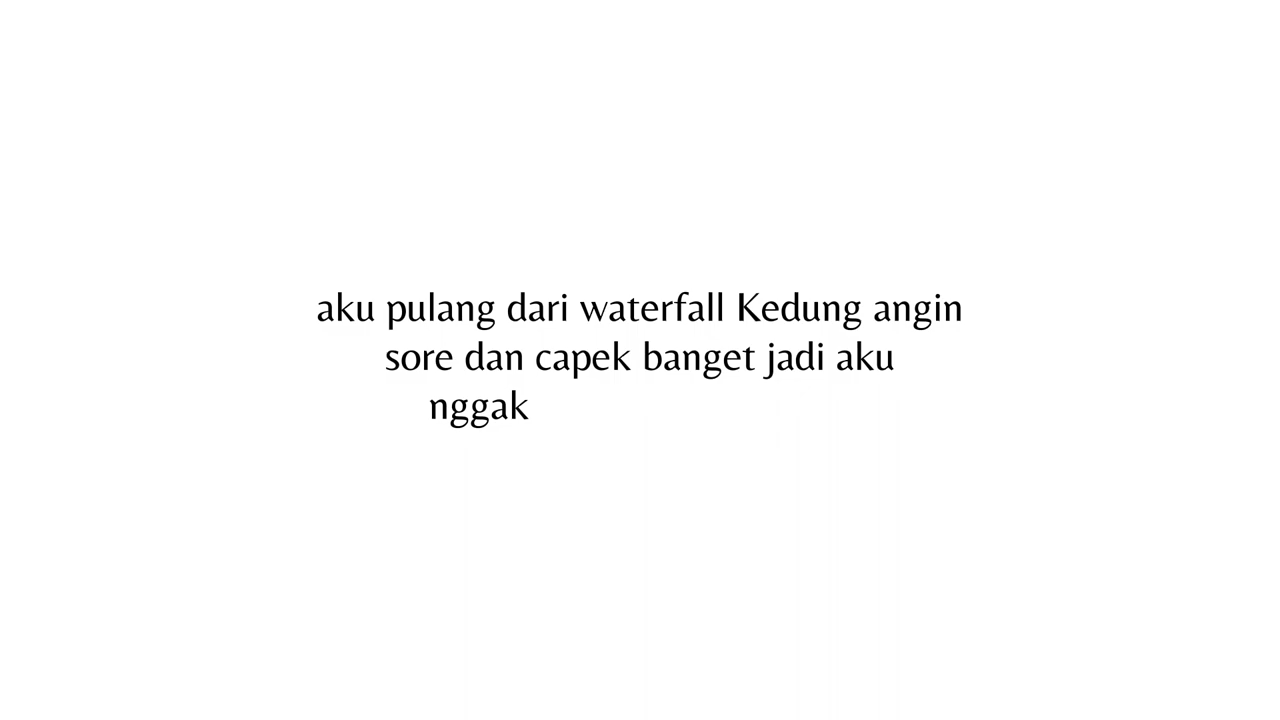 aku pulang dari waterfall Kedung angin
sore dan capek banget jadi aku
nggak